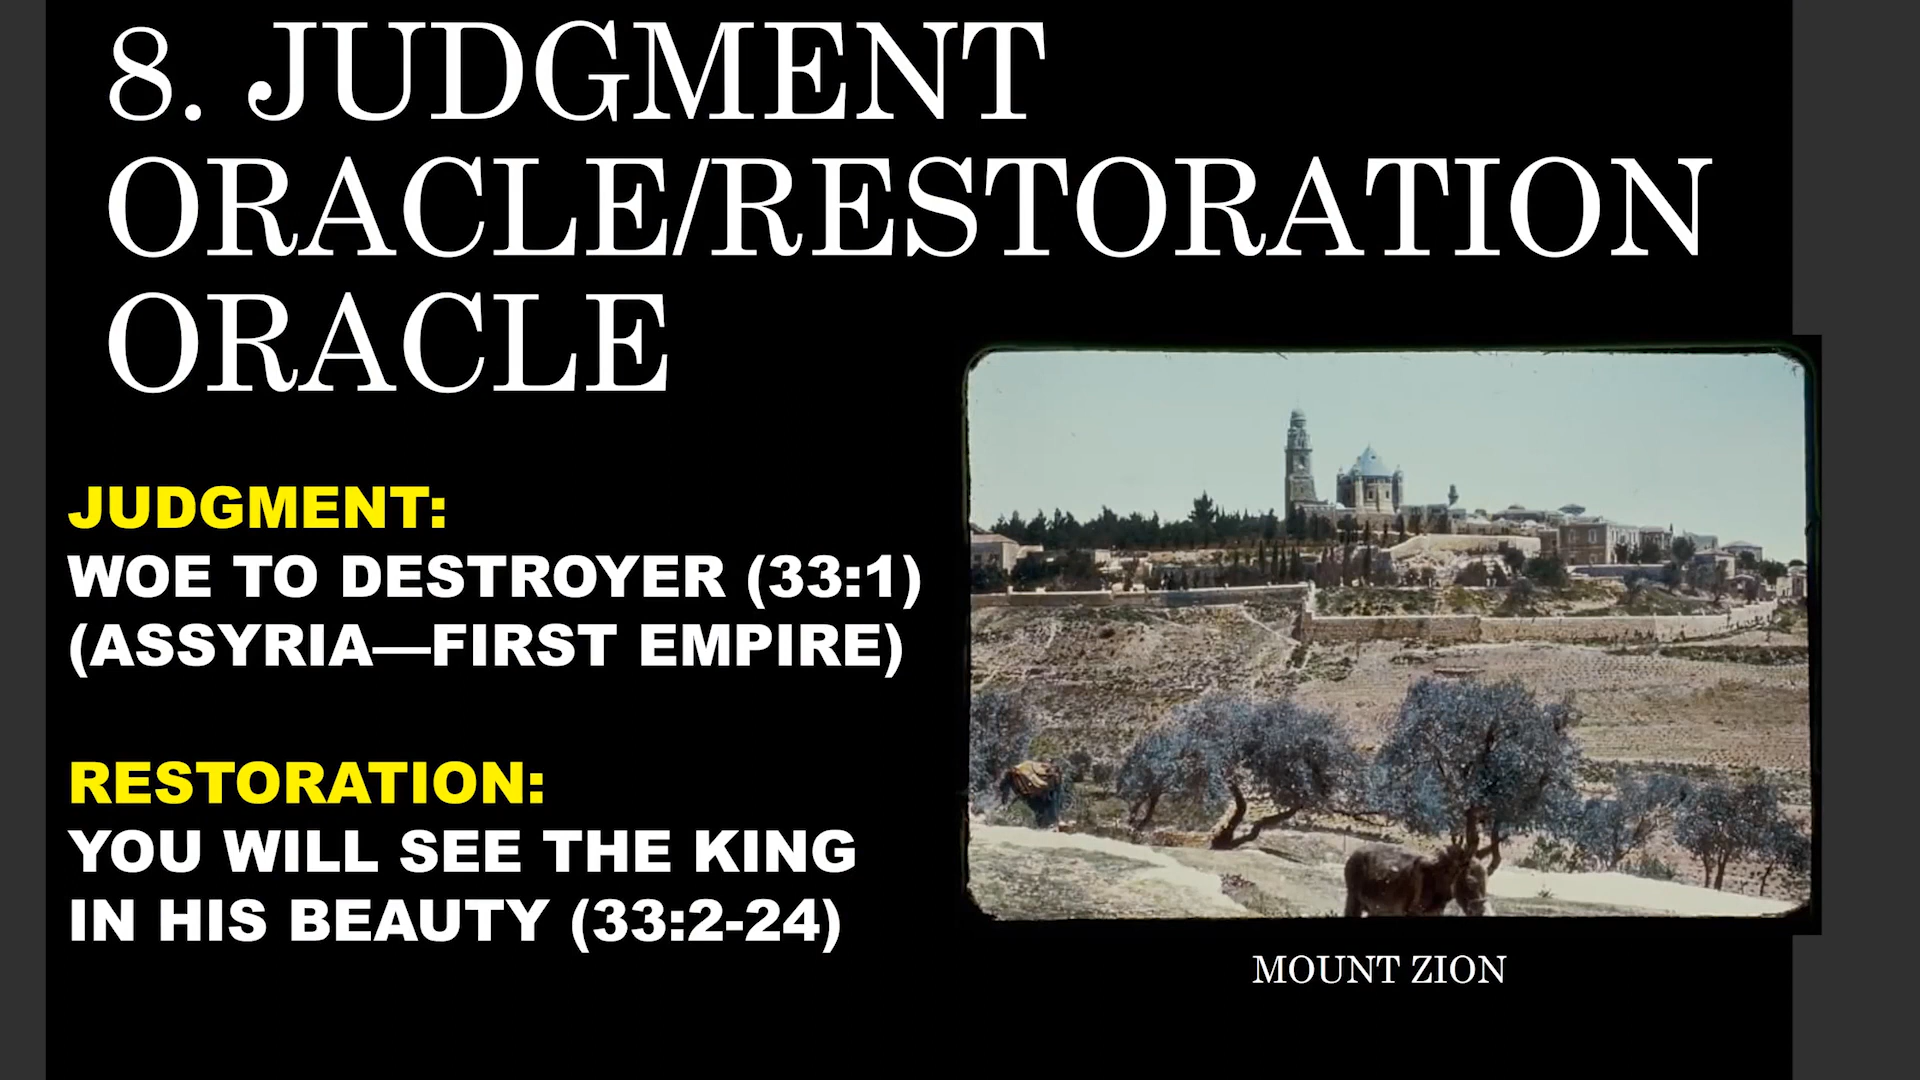 8. JUDGMENT
ORACLE/RESTORATION
ORACLE
JUDGMENT:
WOE TO DESTROYER (33:1)
(ASSYRIA—FIRST EMPIRE)
RESTORATION:
YOU WILL SEE THE KING
IN HIS BEAUTY (33:2-24)
MOUNT ZION